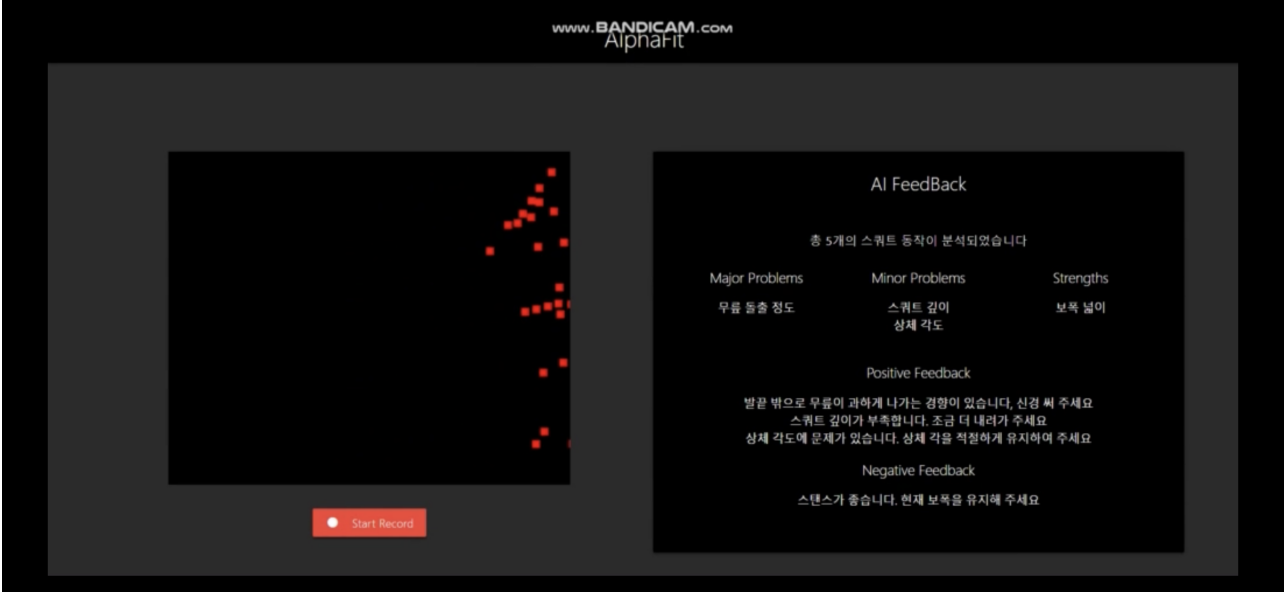 www.BANDICAM.com
AlphaFit
AI FeedBack
총 5개의 스쿼트 동작이 분석되었습니다
Major Problems
Minor Problems
Strengths
무릎 돌출 정도
스쿼트 깊이
보폭 넓이
상체 각도
Positive Feedback
발끝 밖으로 무릎이 과하게 나가는 경향이 있습니다, 신경 써 주세요
스쿼트 깊이가 부족합니다. 조금 더 내려가 주세요
상체 각도에 문제가 있습니다. 상체 각을 적절하게 유지하여 주세요
Negative Feedback
스탠스가 좋습니다. 현재 보폭을 유지해 주세요
Start Record